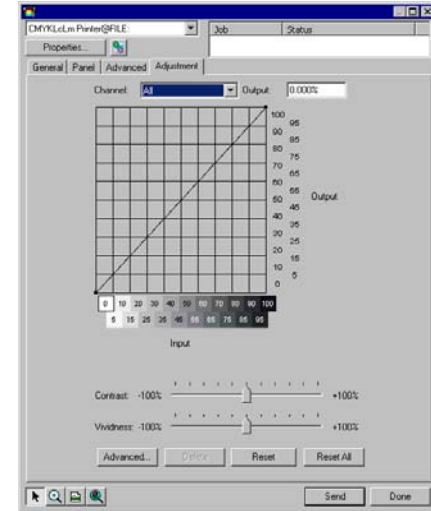 CMYKLcLm Printer@FILE: Job Status
Properties...
General Panel Advanced Adjustment
Channel: All Output: 0.000%
100
95
90
85
80
75
70
65
60
55
50
45
40
35
30
25
20
15
10
5
0
Output
0 10 20 30 40 50 60 70 80 90 100
5 15 25 35 45 55 65 75 85 95
Input
Contrast: -100% +100%
Vividness: -100% +100%
Advanced... Delete Reset Reset All
Send Done